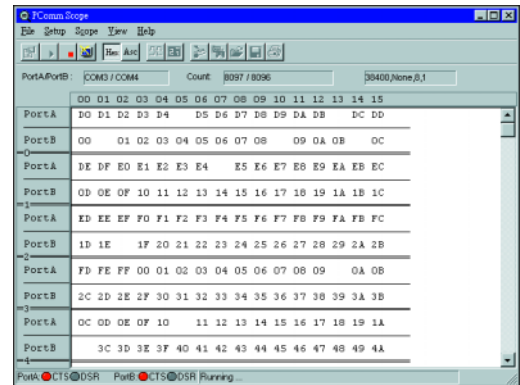 PComm Scope
File Setup Scope View Help
Hex Asc
PortA/PortB : COM3 / COM4 Count: 8097 / 8096 38400,None,8,1
00 01 02 03 04 05 06 07 08 09 10 11 12 13 14 15
PortA D0 D1 D2 D3 D4 D5 D6 D7 D8 D9 DA DB DC DD
PortB 00 01 02 03 04 05 06 07 08 09 0A 0B 0C
0
PortA DE DF E0 E1 E2 E3 E4 E5 E6 E7 E8 E9 EA EB EC
PortB 0D 0E 0F 10 11 12 13 14 15 16 17 18 19 1A 1B 1C
1
PortA ED EE EF F0 F1 F2 F3 F4 F5 F6 F7 F8 F9 FA FB FC
PortB 1D 1E 1F 20 21 22 23 24 25 26 27 28 29 2A 2B
2
PortA FD FE FF 00 01 02 03 04 05 06 07 08 09 0A 0B
PortB 2C 2D 2E 2F 30 31 32 33 34 35 36 37 38 39 3A 3B
3
PortA 0C 0D 0E 0F 10 11 12 13 14 15 16 17 18 19 1A
PortB 3C 3D 3E 3F 40 41 42 43 44 45 46 47 48 49 4A
4
PortA: CTS DSR PortB: CTS DSR Running ...